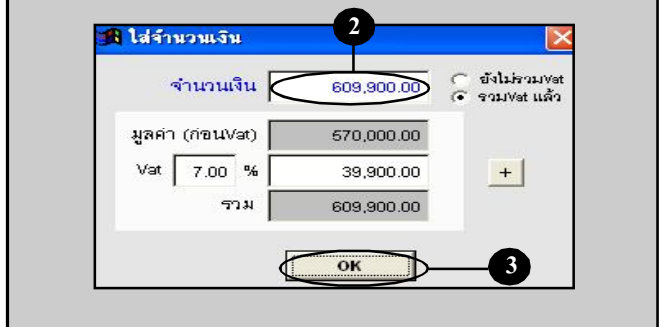 2
ใส่จำนวนเงิน
จำนวนเงิน 609,900.00 ยังไม่รวมVat
รวมVat แล้ว
มูลค่า (ก่อนVat) 570,000.00
Vat 7.00 % 39,900.00 +
รวม 609,900.00
OK 3